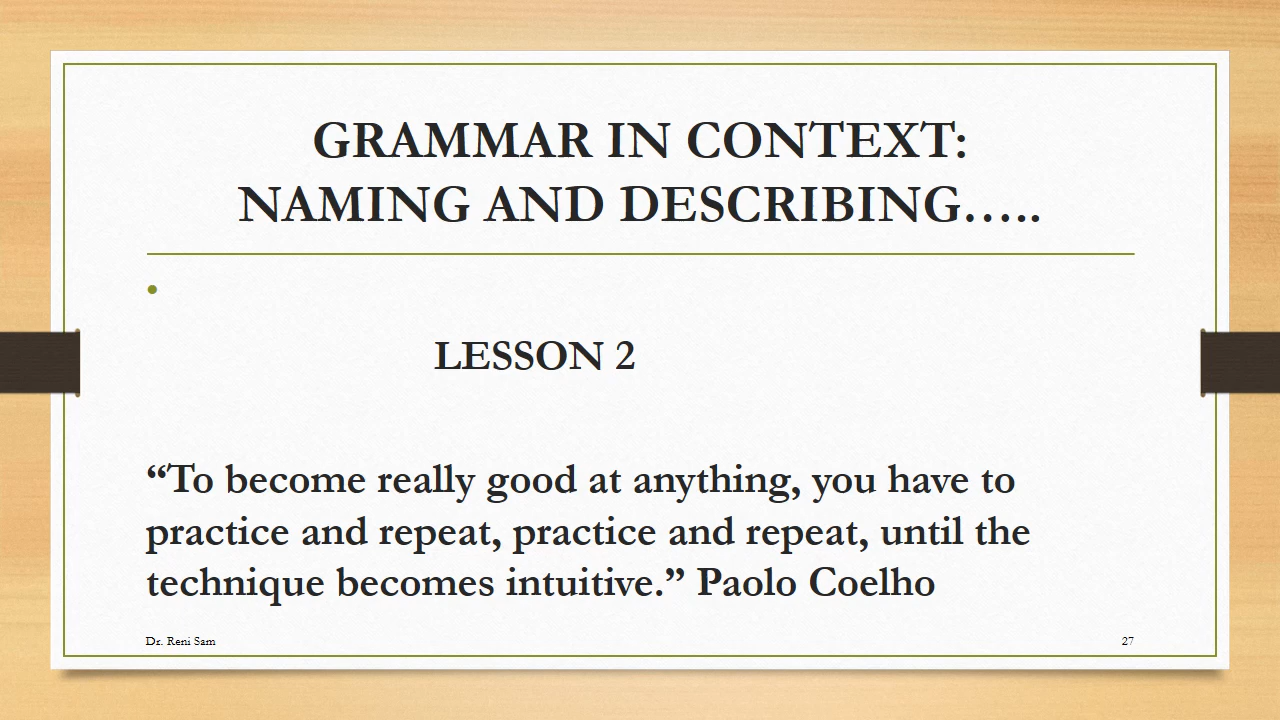 GRAMMAR IN CONTEXT:
NAMING AND DESCRIBING…..
•
LESSON 2
“To become really good at anything, you have to
practice and repeat, practice and repeat, until the
technique becomes intuitive.” Paolo Coelho
Dr. Reni Sam
27